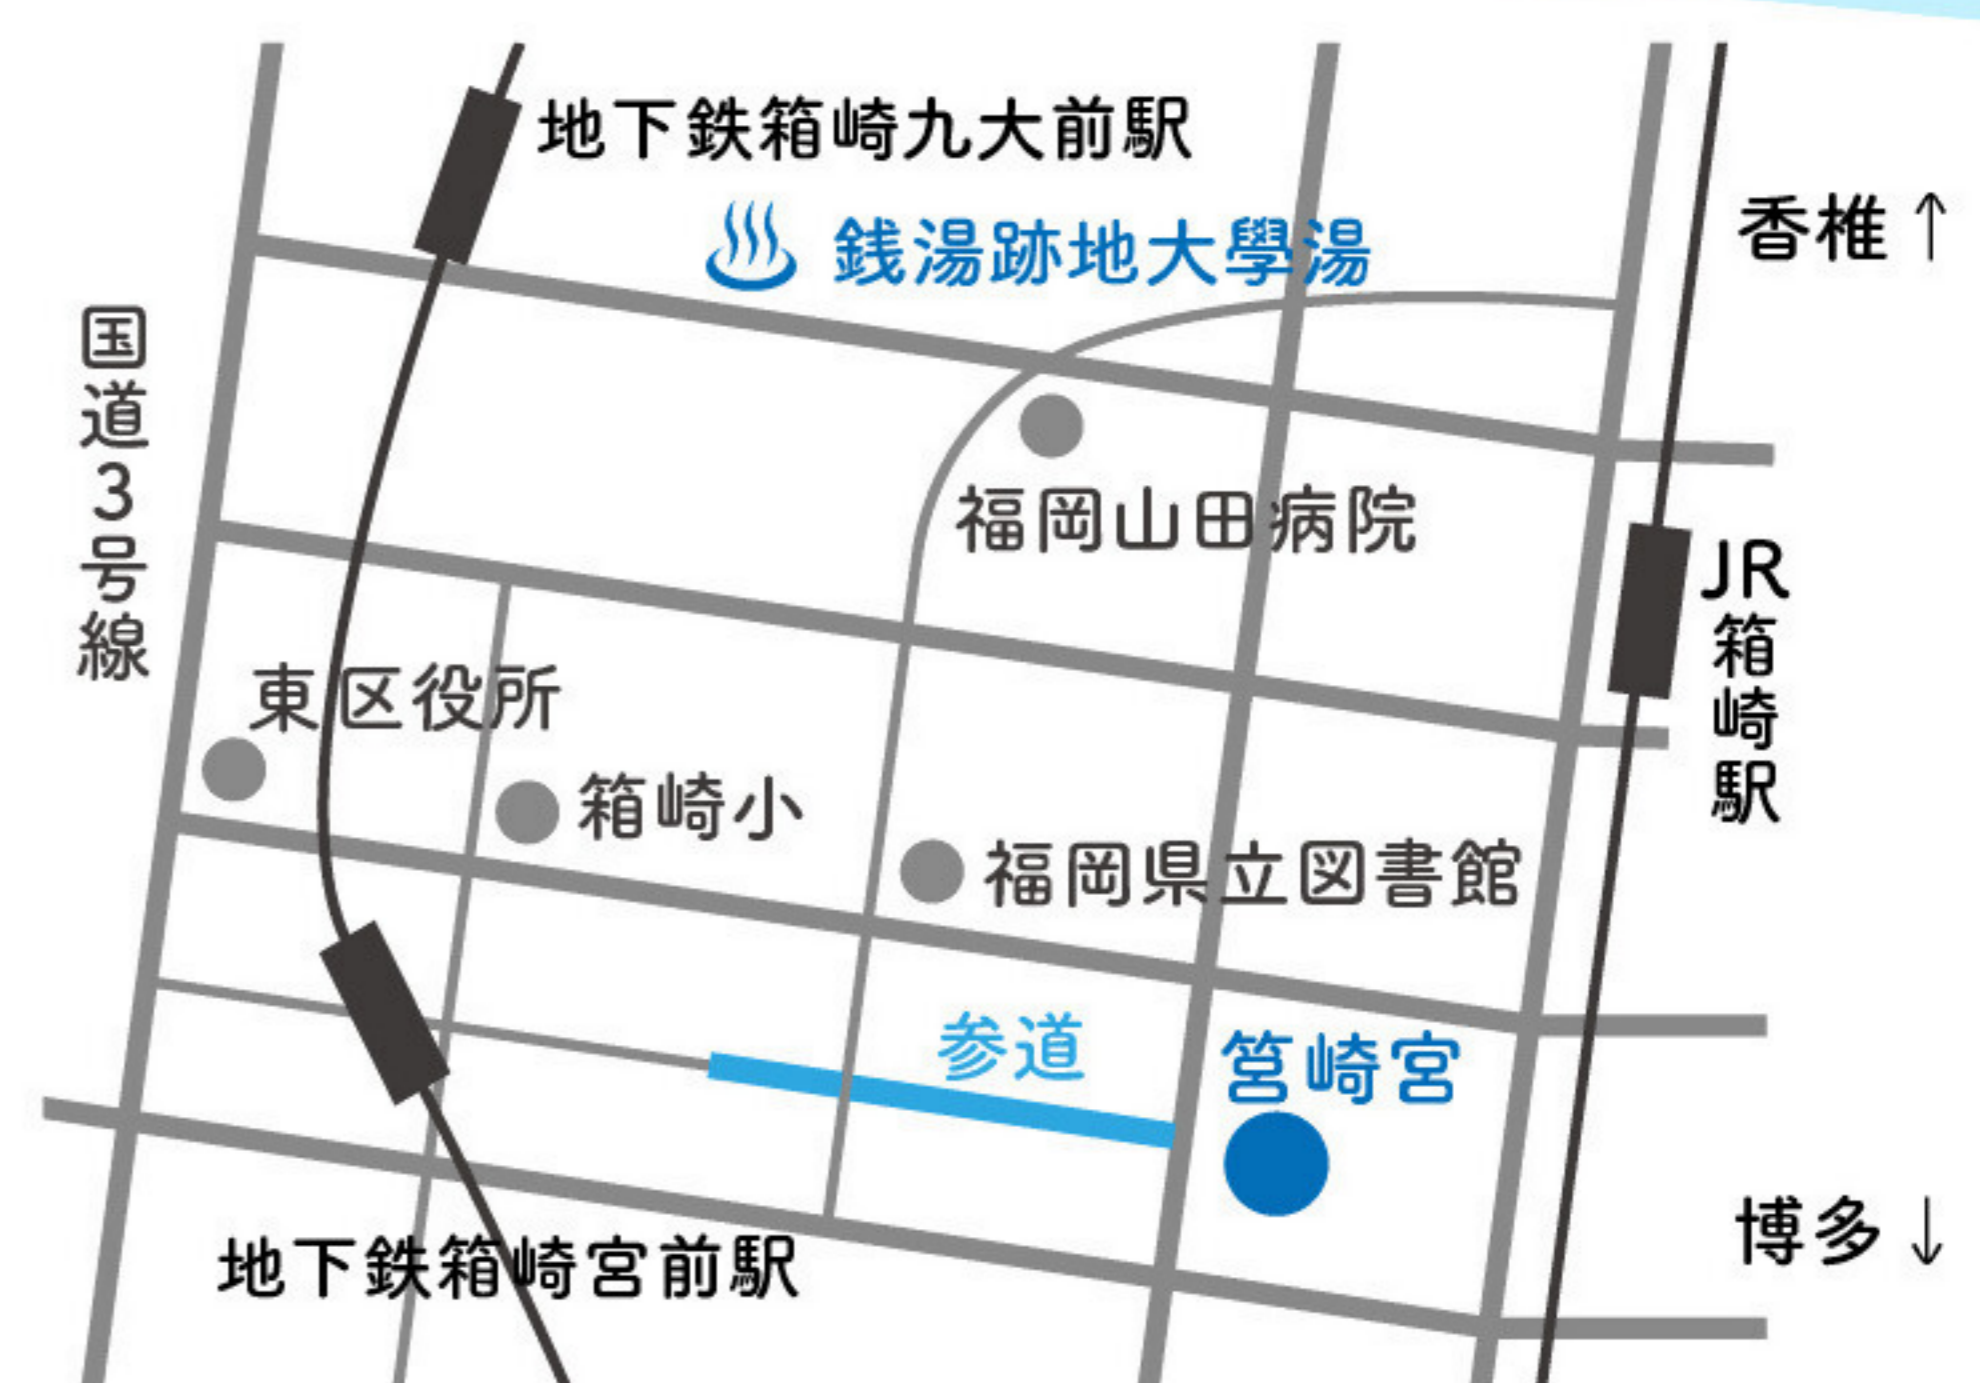 地下鉄箱崎九大前駅
銭湯跡地大學湯
香椎↑
国道3号線
福岡山田病院
JR箱崎駅
東区役所
箱崎小
福岡県立図書館
参道
筥崎宮
博多↓
地下鉄箱崎宮前駅